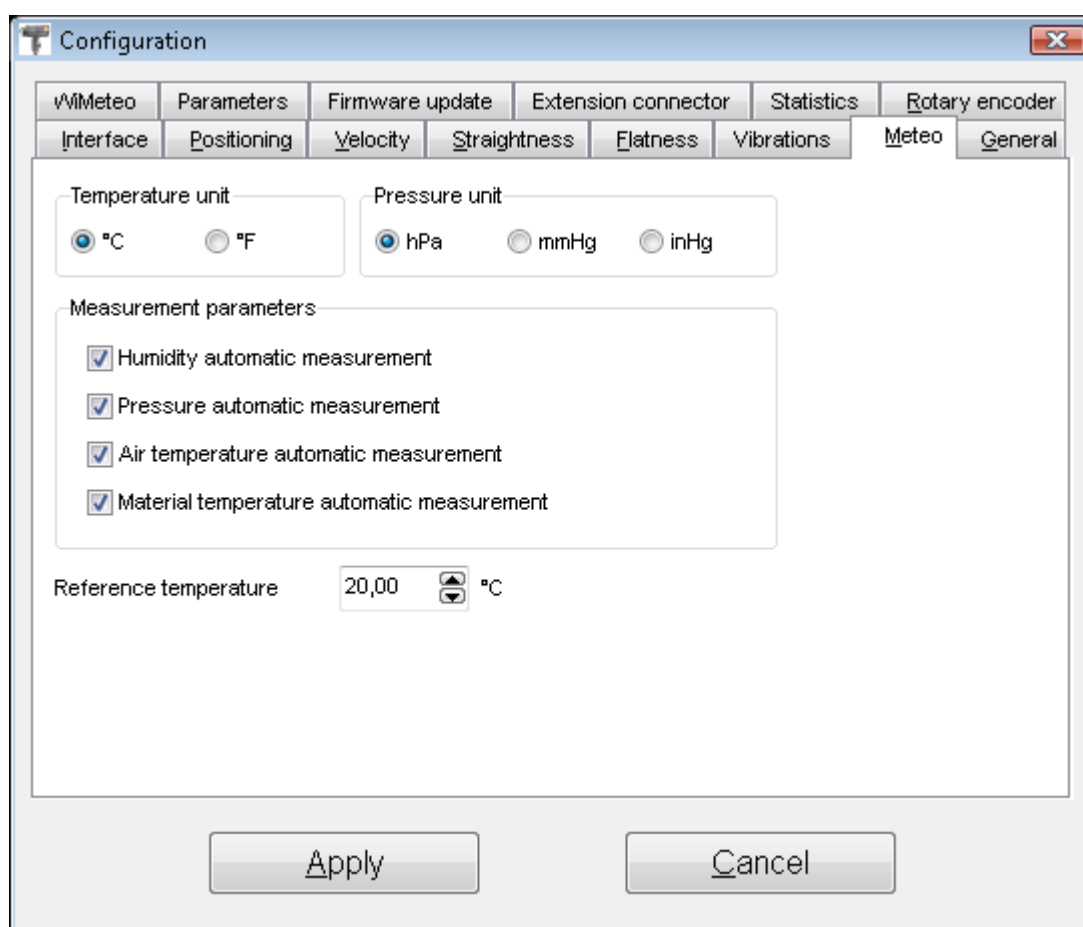 Configuration
WiMeteo Parameters Firmware update Extension connector Statistics Rotary encoder
Interface Positioning Velocity Straightness Flatness Vibrations Meteo General
Temperature unit Pressure unit
°C °F hPa mmHg inHg
Measurement parameters
Humidity automatic measurement
Pressure automatic measurement
Air temperature automatic measurement
Material temperature automatic measurement
Reference temperature 20,00 °C
Apply Cancel